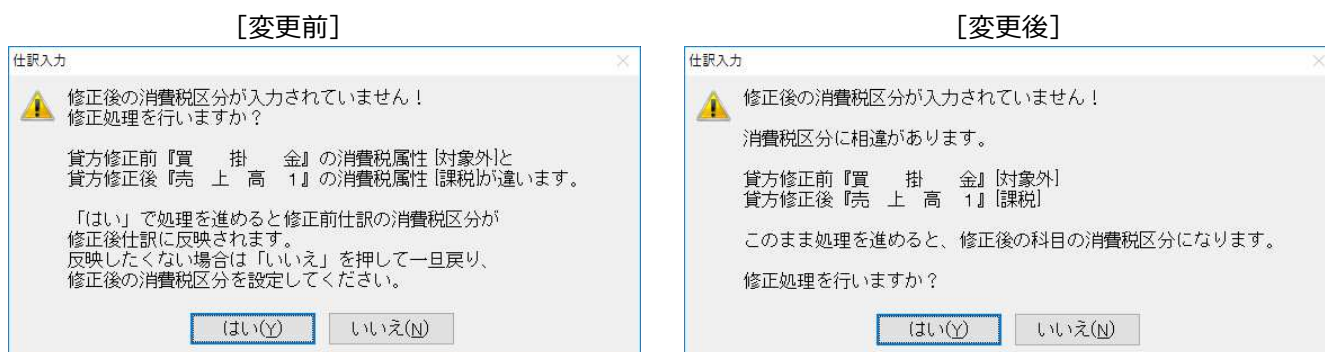 ［変更前］
仕訳入力
修正後の消費税区分が入力されていません！
修正処理を行いますか？
貸方修正前『買　　掛　　金』の消費税属性[対象外]と
貸方修正後『売　上　高　１』の消費税属性[課税]が違います。
「はい」で処理を進めると修正前仕訳の消費税区分が
修正後仕訳に反映されます。
反映したくない場合は「いいえ」を押して一旦戻り、
修正後の消費税区分を設定してください。
はい(Y)
いいえ(N)
［変更後］
仕訳入力
修正後の消費税区分が入力されていません！
消費税区分に相違があります。
貸方修正前『買　　掛　　金』[対象外]
貸方修正後『売　上　高　１』[課税]
このまま処理を進めると、修正後の科目の消費税区分になります。
修正処理を行いますか？
はい(Y)
いいえ(N)